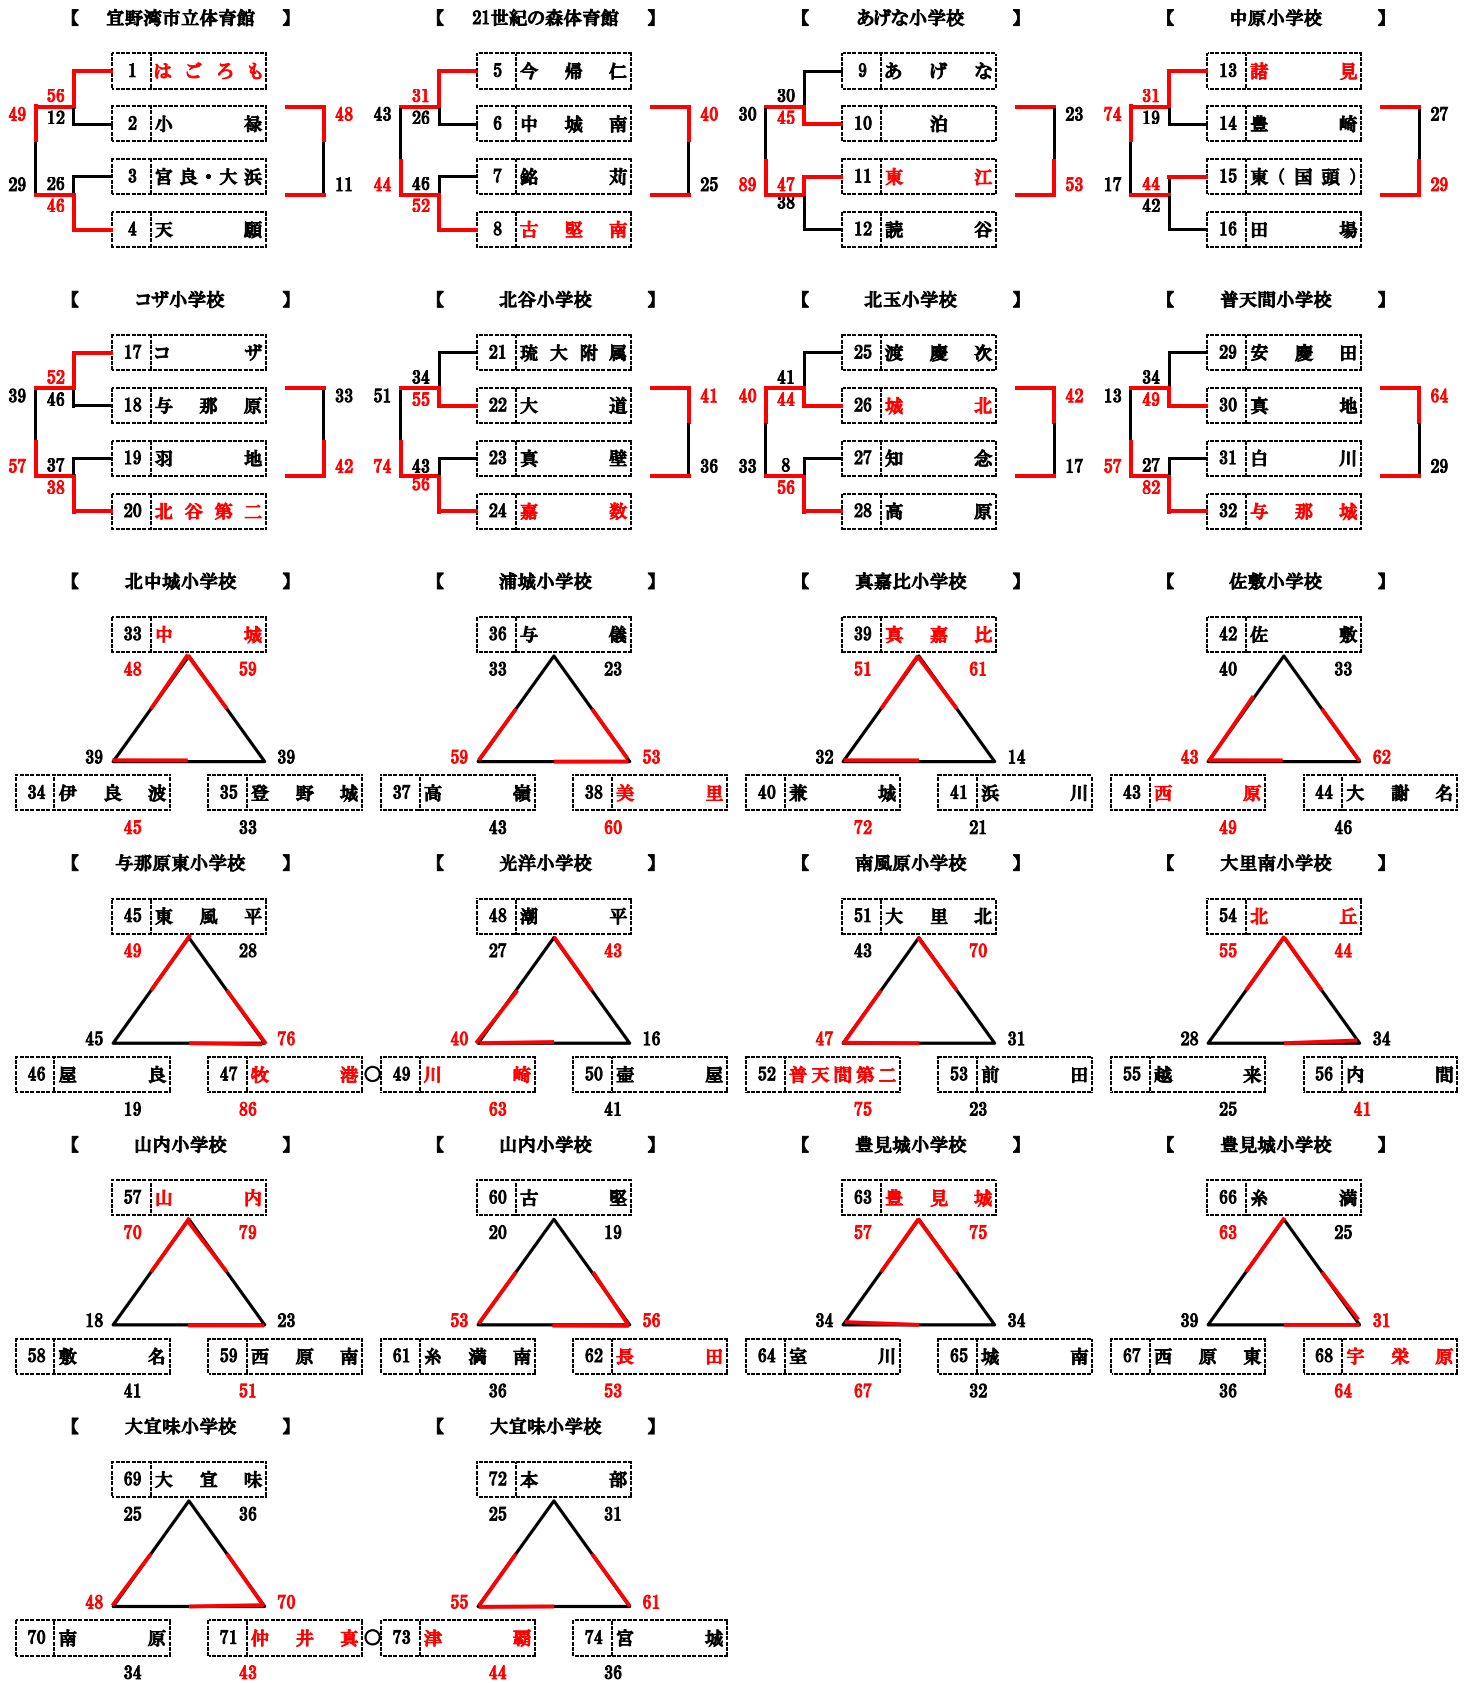 【 宜野湾市立体育館 】 【 21世紀の森体育館 】 【 あげな小学校 】 【 中原小学校 】
1 はごろも 5 今帰仁 9 あげな 13 諸見
56 31 30 31
49 12 48 43 26 40 30 45 23 74 19 27
2 小禄 6 中城南 10 泊 14 豊崎
3 宮良・大浜 7 銘苅 11 東江 15 東(国頭)
29 26 11 44 46 25 89 47 53 17 44 29
46 52 38 42
4 天願 8 古堅南 12 読谷 16 田場
【 コザ小学校 】 【 北谷小学校 】 【 北玉小学校 】 【 普天間小学校 】
17 コザ 21 琉大附属 25 渡慶次 29 安慶田
52 34 41 34
39 46 33 51 55 41 40 44 42 13 49 64
18 与那原 22 大道 26 城北 30 真地
19 羽地 23 真壁 27 知念 31 白川
57 37 42 74 43 36 33 8 17 57 27 29
38 56 56 82
20 北谷第二 24 嘉数 28 高原 32 与那城
【 北中城小学校 】 【 浦城小学校 】 【 真嘉比小学校 】 【 佐敷小学校 】
33 中城 36 与儀 39 真嘉比 42 佐敷
48 59 33 23 51 61 40 33
39 39 59 53 32 14 43 62
34 伊良波 35 登野城 37 高嶺 38 美里 40 兼城 41 浜川 43 西原 44 大謝名
45 33 43 60 72 21 49 46
【 与那原東小学校 】 【 光洋小学校 】 【 南風原小学校 】 【 大里南小学校 】
45 東風平 48 潮平 51 大里北 54 北丘
49 28 27 43 43 70 55 44
45 76 40 16 47 31 28 34
46 屋良 47 牧港 ○ 49 川崎 50 壺屋 52 普天間第二 53 前田 55 越来 56 内間
19 86 63 41 75 23 25 41
【 山内小学校 】 【 山内小学校 】 【 豊見城小学校 】 【 豊見城小学校 】
57 山内 60 古堅 63 豊見城 66 糸満
70 79 20 19 57 75 63 25
18 23 53 56 34 34 39 31
58 敷名 59 西原南 61 糸満南 62 長田 64 室川 65 城南 67 西原東 68 宇栄原
41 51 36 53 67 32 36 64
【 大宜味小学校 】 【 大宜味小学校 】
69 大宜味 72 本部
25 36 25 31
48 70 55 61
70 南原 71 仲井真 ○ 73 津覇 74 宮城
34 43 44 36